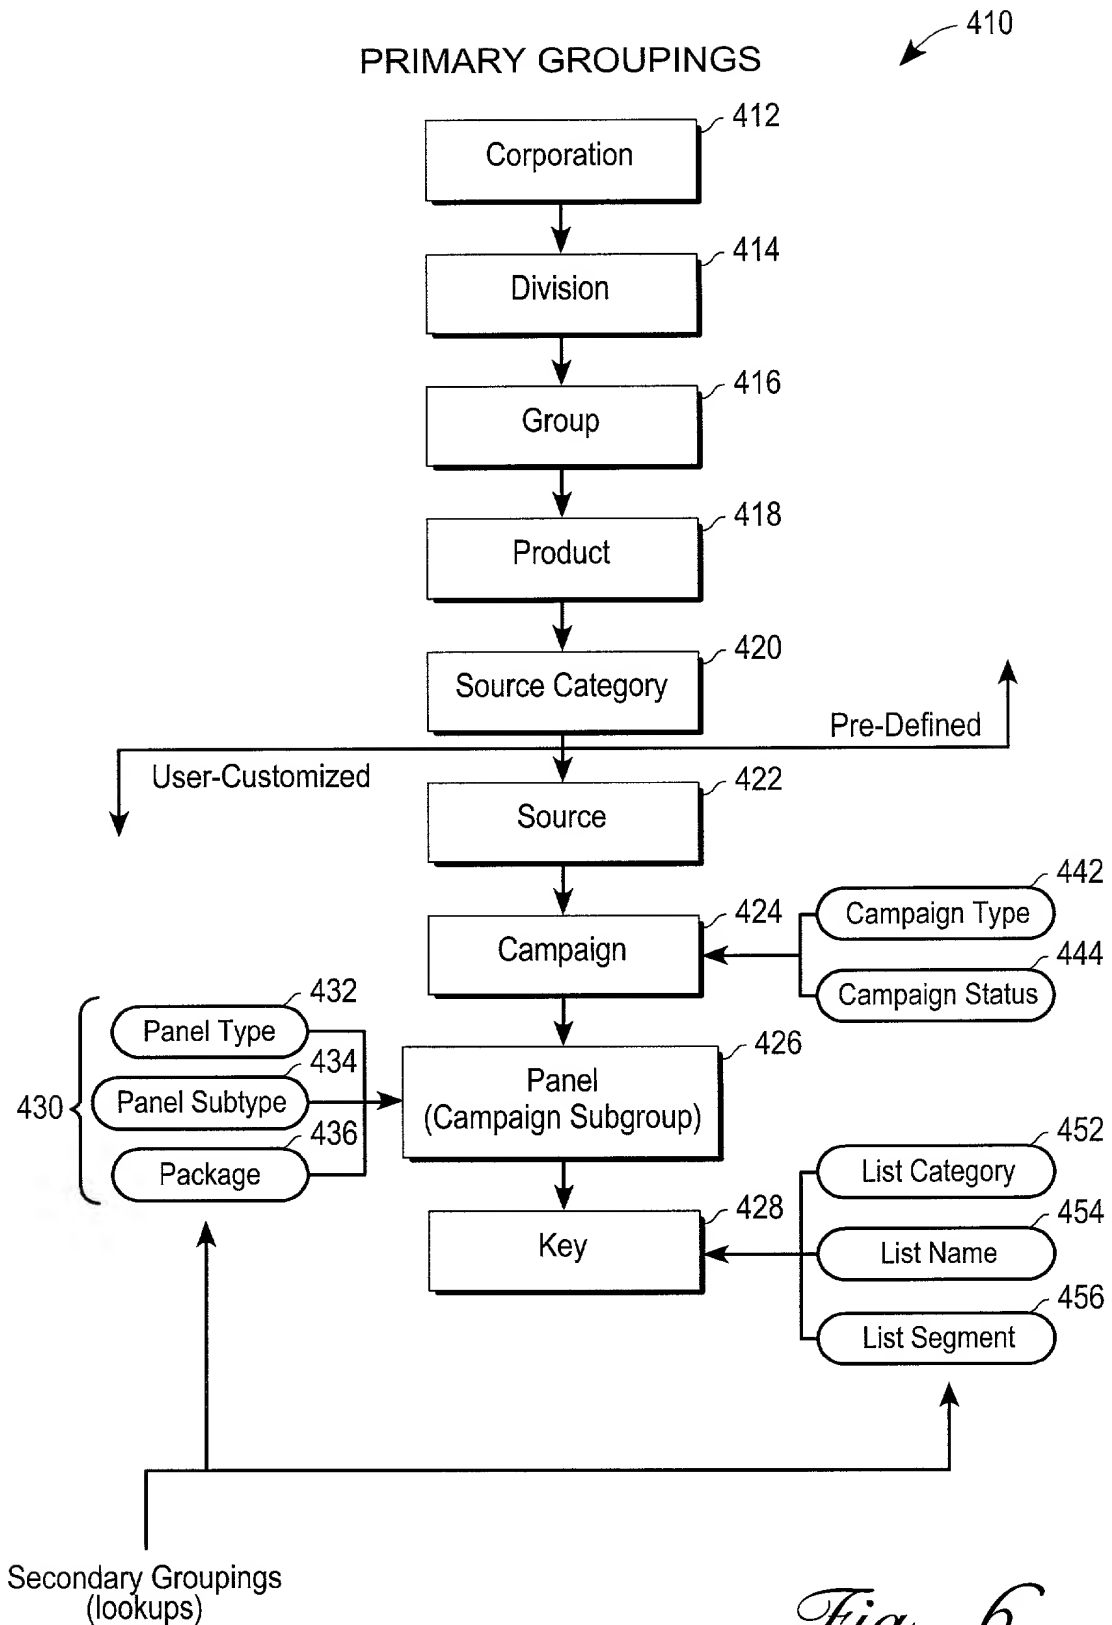 410
PRIMARY GROUPINGS
412
Corporation
414
Division
416
Group
418
Product
420
Source Category
Pre-Defined
User-Customized
422
Source
442
Campaign Type
424
Campaign
444
Campaign Status
432
Panel Type
426
Panel
(Campaign Subgroup)
434
430
Panel Subtype
436
Package
452
List Category
428
Key
454
List Name
456
List Segment
Secondary Groupings
(lookups)
Fig. 6